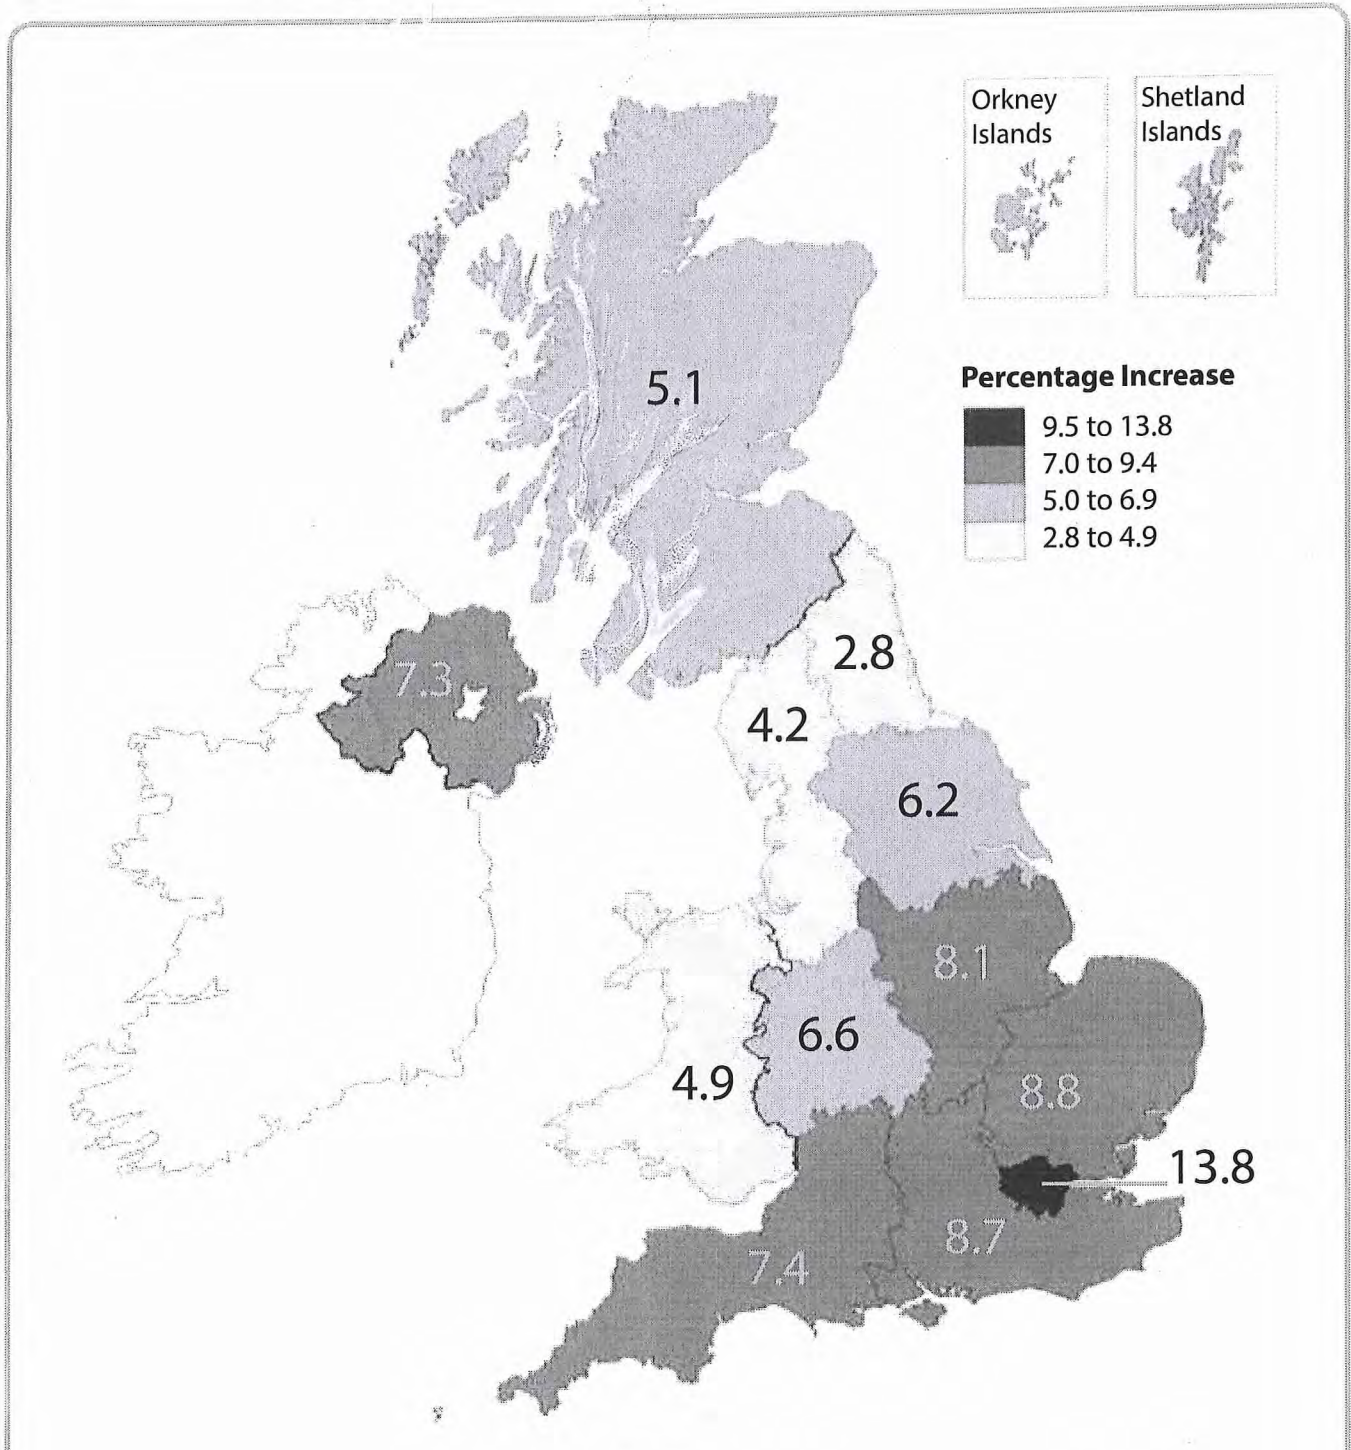 Orkney
Islands
Shetland
Islands
5.1
Percentage Increase
9.5 to 13.8
7.0 to 9.4
5.0 to 6.9
2.8 to 4.9
2.8
7.3
4.2
6.2
8.1
6.6
4.9
8.8
13.8
8.7
7.4